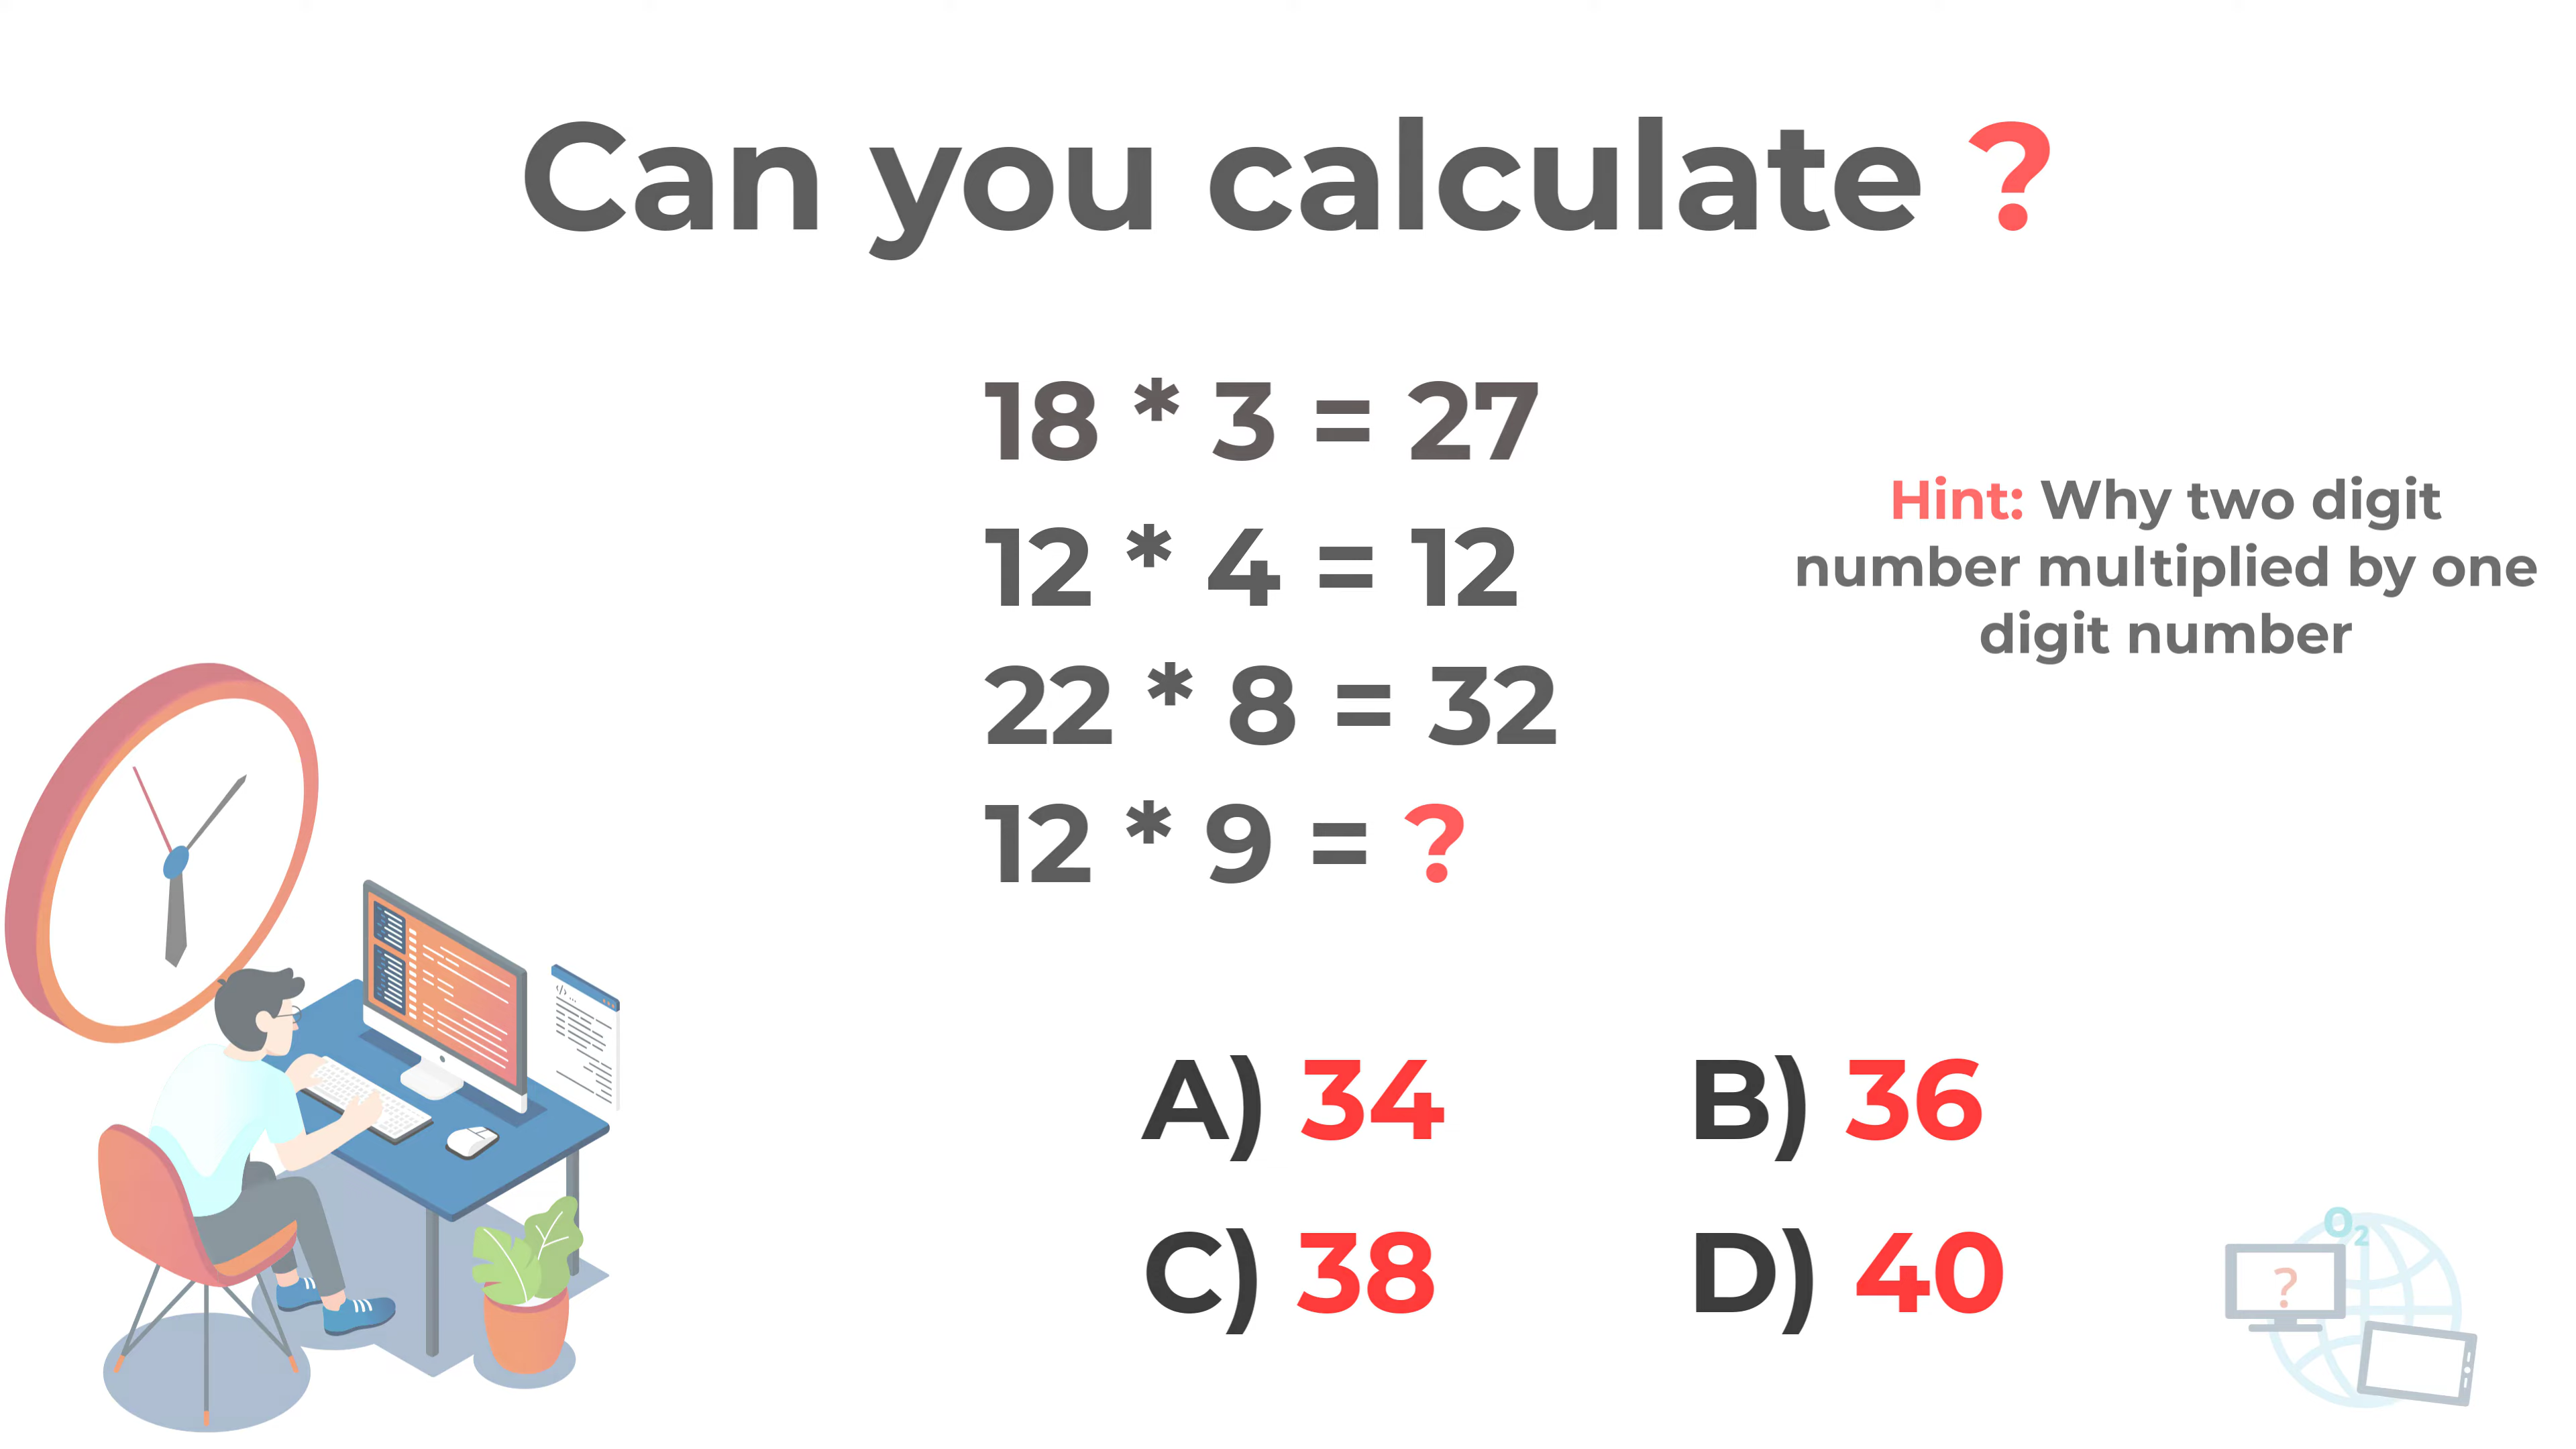 Can you calculate ?
18 * 3 = 27
12 * 4 = 12
22 * 8 = 32
12 * 9 = ?
Hint: Why two digit
number multiplied by one
digit number
A) 34
B) 36
C) 38
D) 40
O₂
?